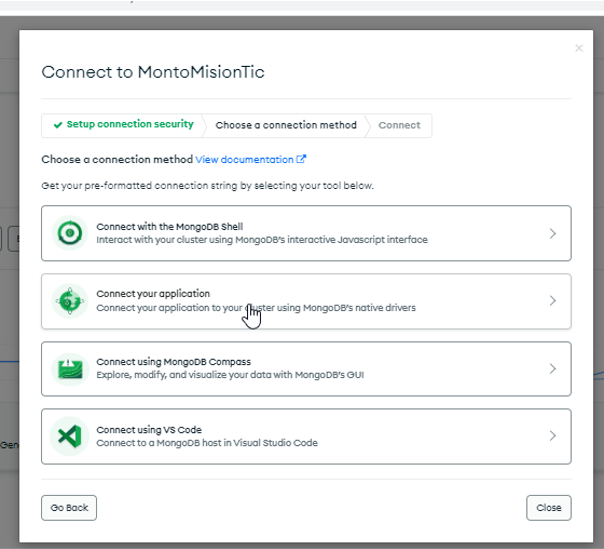 Connect to MontoMisionTic
Setup connection security
Choose a connection method
Connect
Choose a connection method View documentation
Get your pre-formatted connection string by selecting your tool below.
Connect with the MongoDB Shell
Interact with your cluster using MongoDB's interactive Javascript interface
Connect your application
Connect your application to your cluster using MongoDB's native drivers
Connect using MongoDB Compass
Explore, modify, and visualize your data with MongoDB's GUI
Connect using VS Code
Connect to a MongoDB host in Visual Studio Code
Go Back
Close